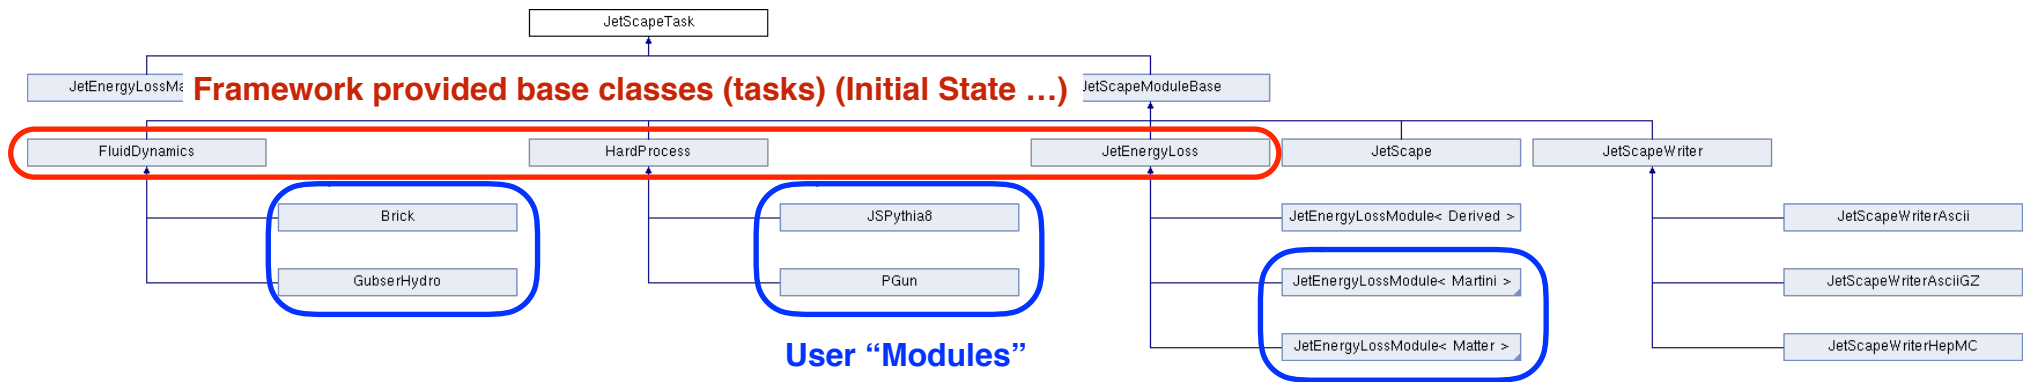 JetScapeTask
JetEnergyLossMa
Framework provided base classes (tasks) (Initial State …)
JetScapeModuleBase
FluidDynamics
HardProcess
JetEnergyLoss
JetScape
JetScapeWriter
Brick
JSPythia8
JetEnergyLossModule< Derived >
JetScapeWriterAscii
GubserHydro
PGun
JetEnergyLossModule< Martini >
JetScapeWriterAsciiGZ
User “Modules”
JetEnergyLossModule< Matter >
JetScapeWriterHepMC